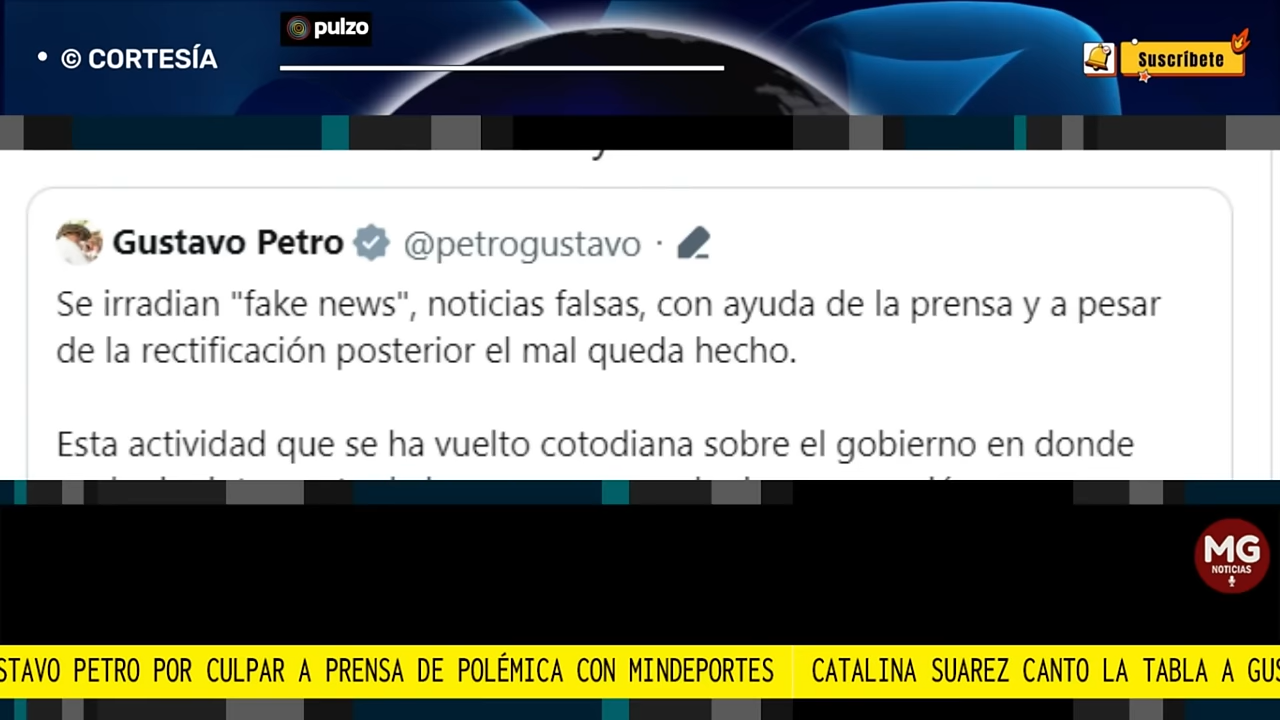 • © CORTESÍA
pulzo
Suscríbete
Gustavo Petro @petrogustavo ·
Se irradian "fake news", noticias falsas, con ayuda de la prensa y a pesar
de la rectificación posterior el mal queda hecho.
Esta actividad que se ha vuelto cotodiana sobre el gobierno en donde
MG
NOTICIAS
STAVO PETRO POR CULPAR A PRENSA DE POLÉMICA CON MINDEPORTES CATALINA SUAREZ CANTO LA TABLA A GUS